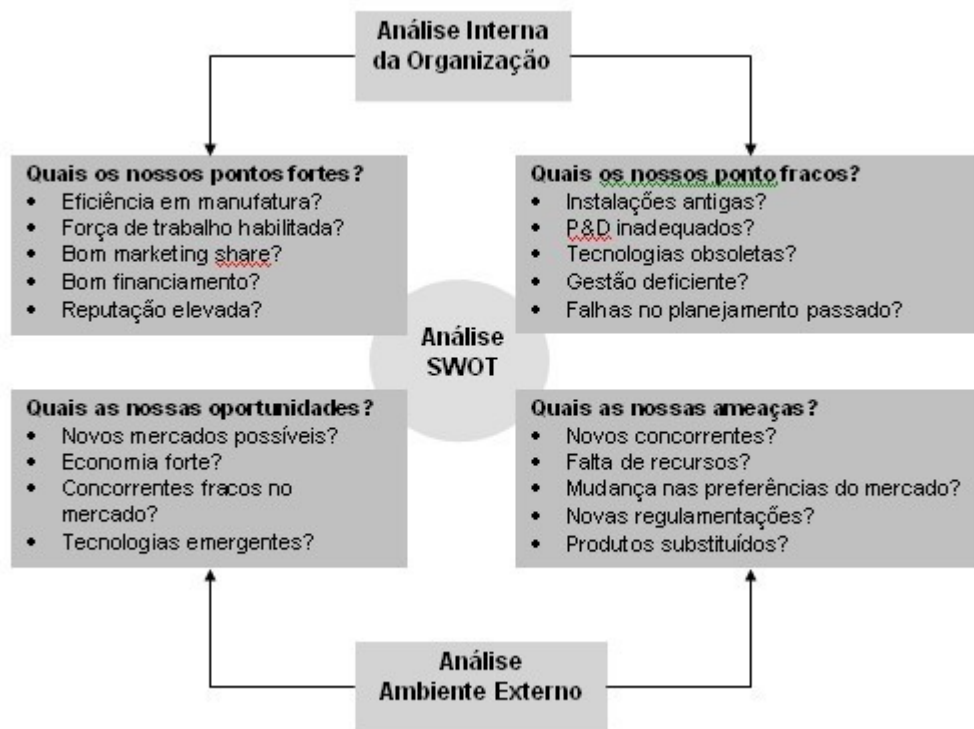 Análise Interna
da Organização
Quais os nossos pontos fortes?
• Eficiência em manufatura?
• Força de trabalho habilitada?
• Bom marketing share?
• Bom financiamento?
• Reputação elevada?
Quais os nossos ponto fracos?
• Instalações antigas?
• P&D inadequados?
• Tecnologias obsoletas?
• Gestão deficiente?
• Falhas no planejamento passado?
Análise
SWOT
Quais as nossas oportunidades?
• Novos mercados possíveis?
• Economia forte?
• Concorrentes fracos no
mercado?
• Tecnologias emergentes?
Quais as nossas ameaças?
• Novos concorrentes?
• Falta de recursos?
• Mudança nas preferências do mercado?
• Novas regulamentações?
• Produtos substituídos?
Análise
Ambiente Externo